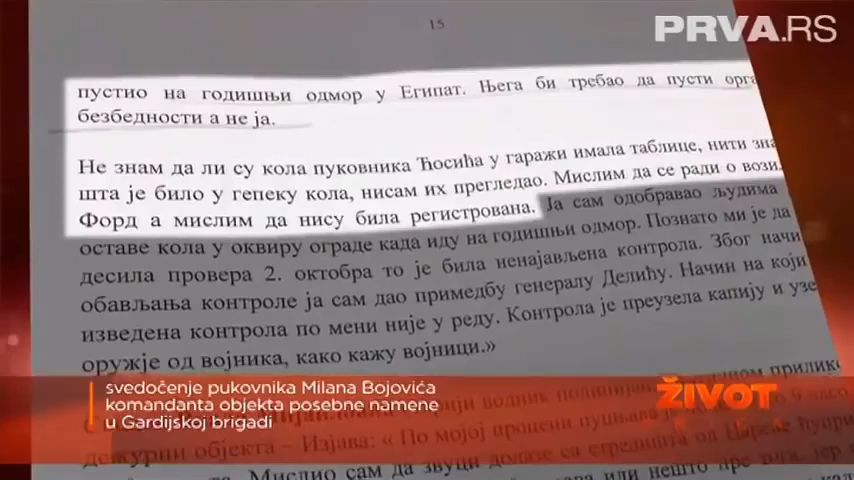 15
PRVA.RS
пустио на годишњи одмор у Египат. Њега би требао да пусти
безбедности а не ја.
Не знам да ли су кола пуковника Ћосића у гаражи имала таблице, нити
шта је било у гепеку кола, нисам их прегледао. Мислим да се ради о
Форд а мислим да нису била регистрована. Ја сам одобравао људима
оставе кола у оквиру ограде када иду на годишњи одмор. Познато ми је да
десила провера 2. октобра то је била ненајављена контрола. Због
обављања контроле ја сам дао примедбу генералу Делићу. Начин на који
изведена контрола по мени није у реду. Контрола је преузела капију и
оружје од војника, како кажу војници.»
svedočenje pukovnika Milana Bojovića
komandanta objekta posebne namene
u Gardijskoj brigadi
ŽIVOT
водник
дежурни објекта – Изјава: « По мојој процени пуцњава је
Мислио сам да звуци долазе са стрелишта од Царске